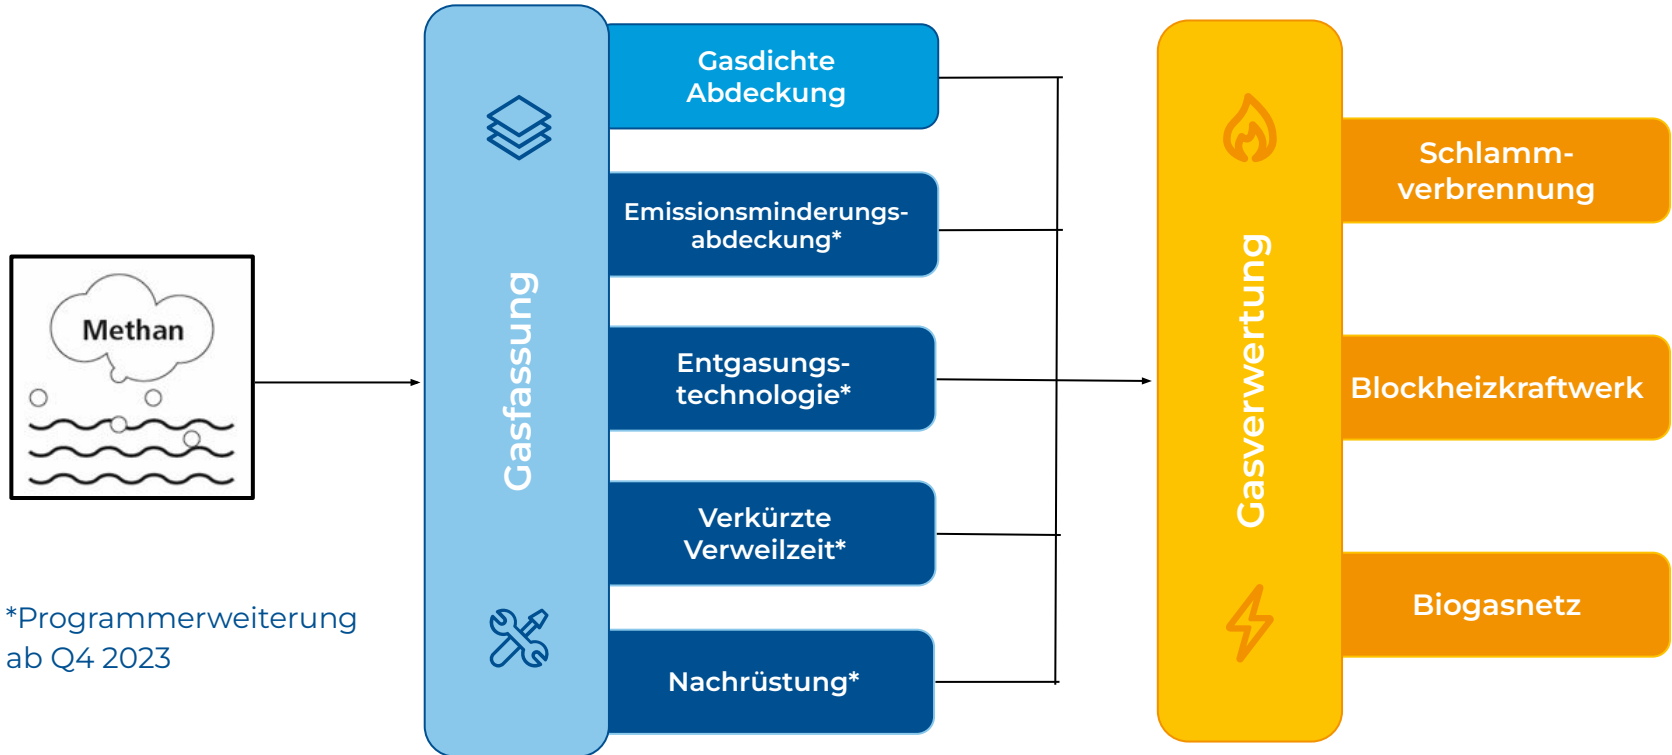 Methan
*Programmerweiterung
ab Q4 2023
Gasfassung
Gasdichte
Abdeckung
Emissionsminderungs-
abdeckung*
Entgasungs-
technologie*
Verkürzte
Verweilzeit*
Nachrüstung*
Gasverwertung
Schlamm-
verbrennung
Blockheizkraftwerk
Biogasnetz